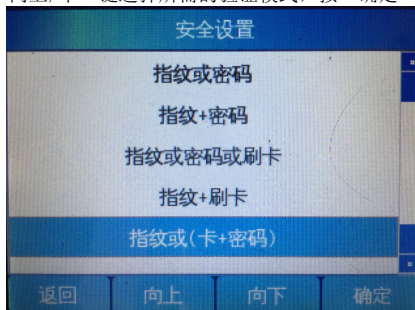 安全设置
指纹或密码
指纹+密码
指纹或密码或刷卡
指纹+刷卡
指纹或(卡+密码)
返回 向上 向下 确定